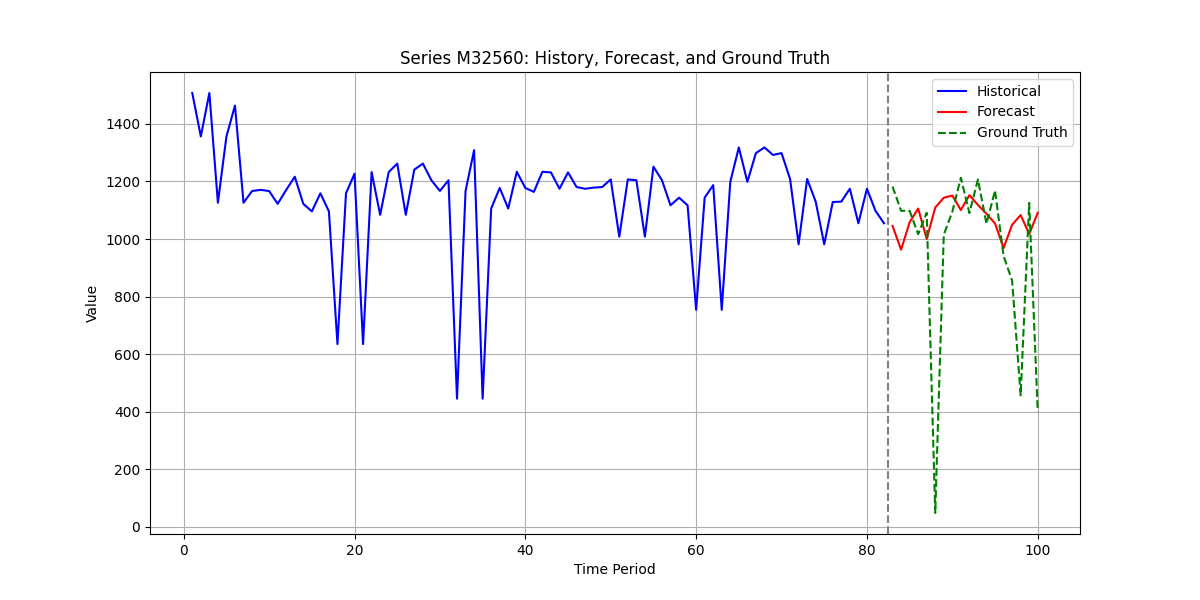 Series M32560: History, Forecast, and Ground Truth
Historical
Forecast
Ground Truth
Value
1400
1200
1000
800
600
400
200
0
0 20 40 60 80 100
Time Period